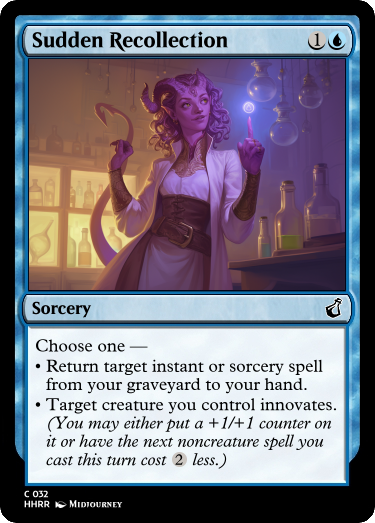 Sudden Recollection 1
Sorcery
Choose one —
• Return target instant or sorcery spell
from your graveyard to your hand.
• Target creature you control innovates.
(You may either put a +1/+1 counter on
it or have the next noncreature spell you
cast this turn cost 2 less.)
C 032
HHRR Midjourney